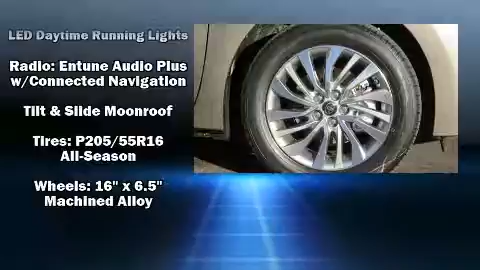 LED Daytime Running Lights
Radio: Entune Audio Plus
w/Connected Navigation
Tilt & Slide Moonroof
Tires: P205/55R16
All-Season
Wheels: 16" x 6.5"
Machined Alloy